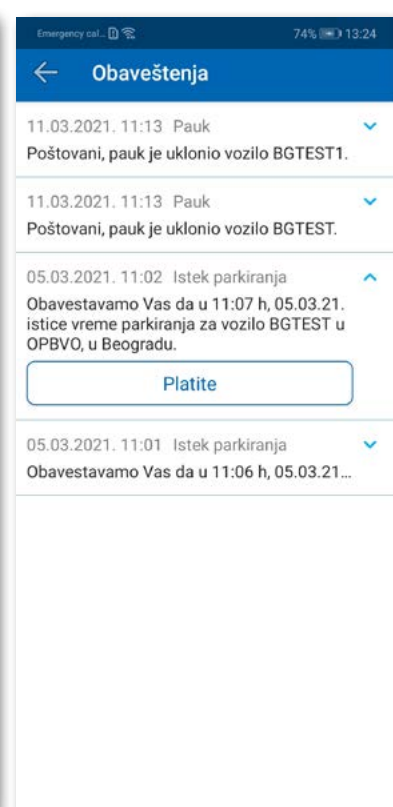 Emergency cal...
74% 13:24
Obaveštenja
11.03.2021. 11:13 Pauk
Poštovani, pauk je uklonio vozilo BGTEST1.
11.03.2021. 11:13 Pauk
Poštovani, pauk je uklonio vozilo BGTEST.
05.03.2021. 11:02 Istek parkiranja
Obavestavamo Vas da u 11:07 h, 05.03.21.
istice vreme parkiranja za vozilo BGTEST u
OPBVO, u Beogradu.
Platite
05.03.2021. 11:01 Istek parkiranja
Obavestavamo Vas da u 11:06 h, 05.03.21...